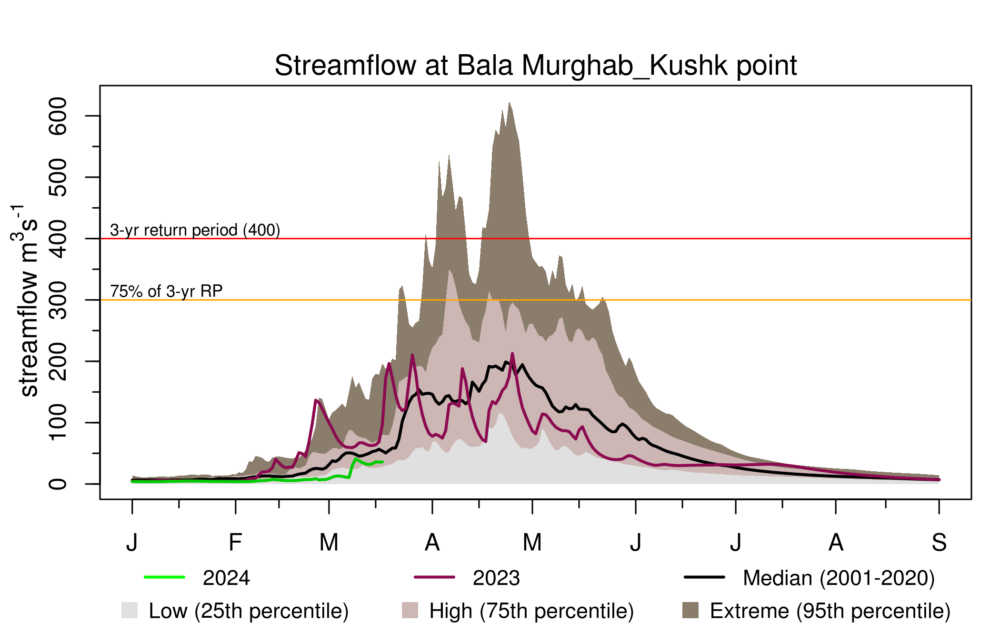 Streamflow at Bala Murghab_Kushk point
streamflow m³s⁻¹
600
500
400
300
200
100
0
3-yr return period (400)
75% of 3-yr RP
J F M A M J J A S
2024 2023 Median (2001-2020)
Low (25th percentile) High (75th percentile) Extreme (95th percentile)